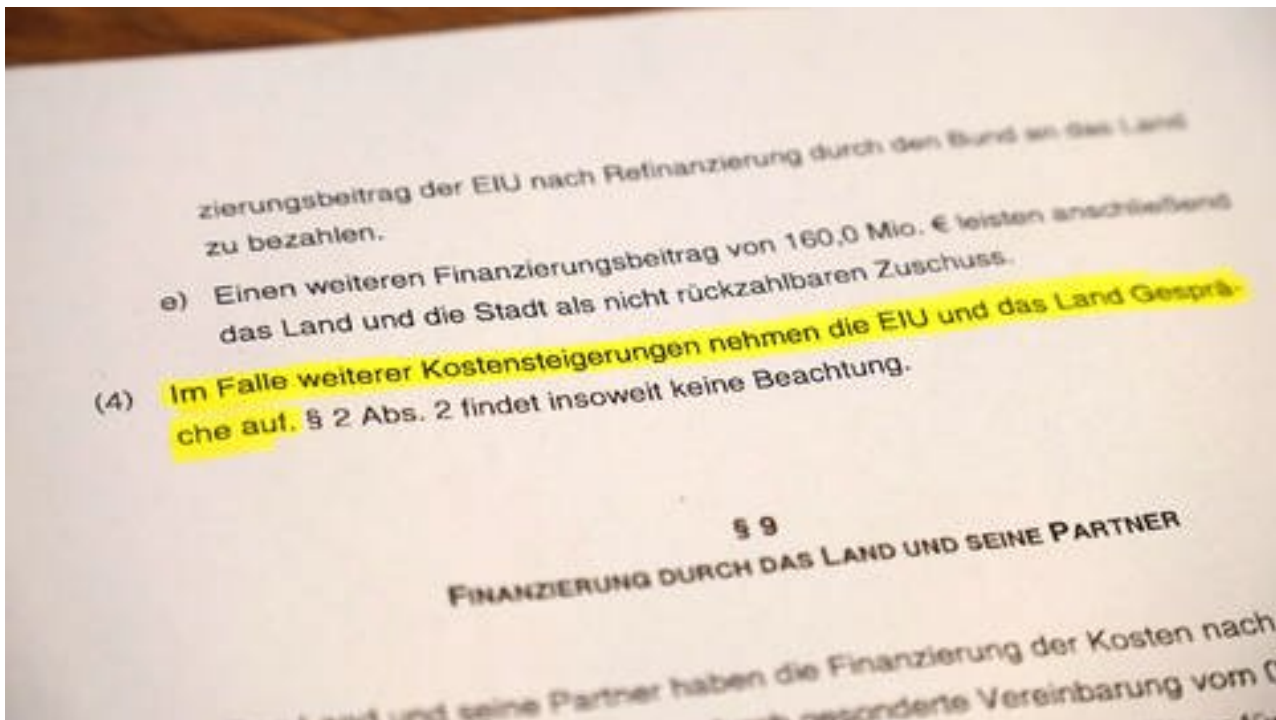 zierungsbeitrag der EIU nach Refinanzierung durch den Bund an das Land
zu bezahlen.
e) Einen weiteren Finanzierungsbeitrag von 160,0 Mio. € leisten anschließend
das Land und die Stadt als nicht rückzahlbaren Zuschuss.
(4) Im Falle weiterer Kostensteigerungen nehmen die EIU und das Land Gesprä-
che auf. § 2 Abs. 2 findet insoweit keine Beachtung.
§ 9
FINANZIERUNG DURCH DAS LAND UND SEINE PARTNER
Land und seine Partner haben die Finanzierung der Kosten nach
gesonderte Vereinbarung vom